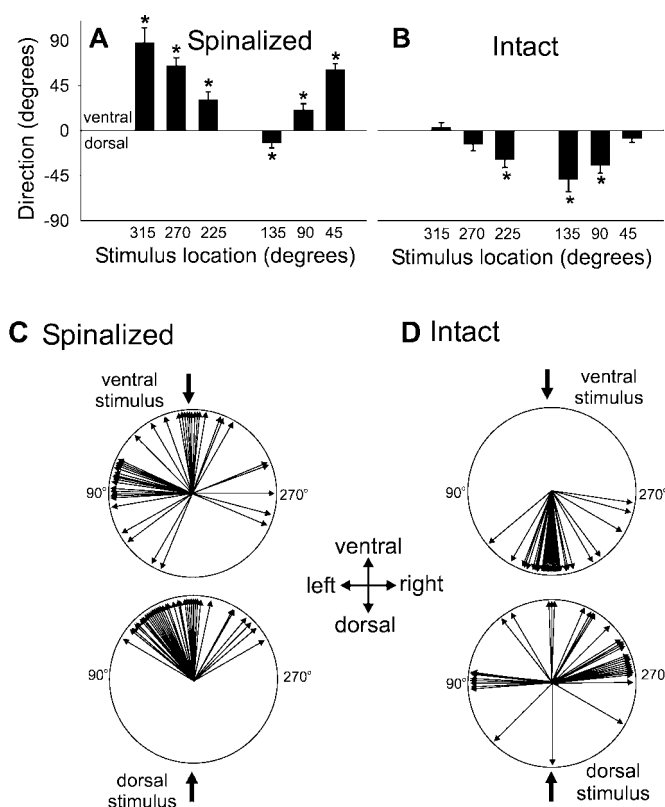 A Spinalized
B Intact
Direction (degrees)
90
45
0
-45
-90
ventral
dorsal
* * * * * *
* * *
315 270 225 135 90 45
315 270 225 135 90 45
Stimulus location (degrees)
Stimulus location (degrees)
C Spinalized
D Intact
ventral
stimulus
ventral
stimulus
90° 270°
90° 270°
ventral
left right
dorsal
90° 270°
90° 270
dorsal
stimulus
dorsal
stimulus